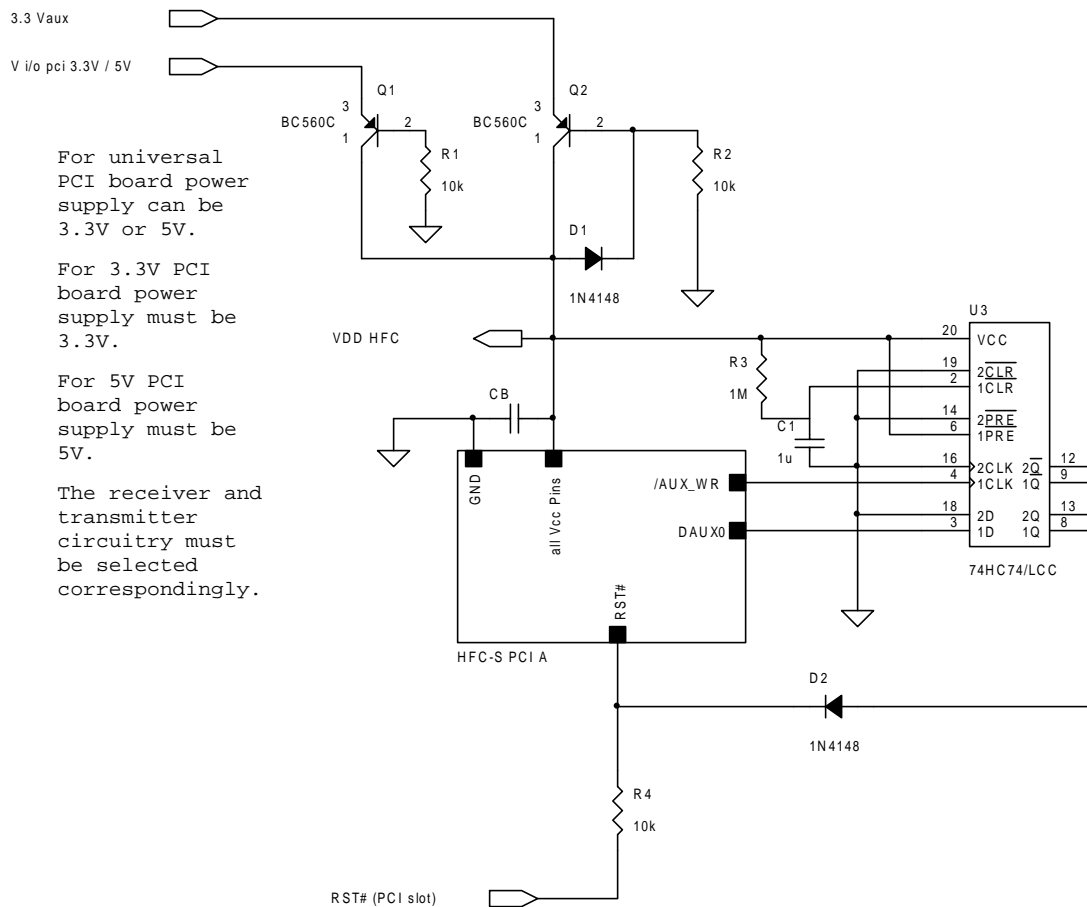 3.3 Vaux
V i/o pci 3.3V / 5V
Q1
Q2
3
3
BC560C
2
BC560C
2
1
1
R1
10k
R2
10k
For universal
PCI board power
supply can be
3.3V or 5V.
For 3.3V PCI
board power
supply must be
3.3V.
For 5V PCI
board power
supply must be
5V.
The receiver and
transmitter
circuitry must
be selected
correspondingly.
D1
1N4148
VDD HFC
CB
R3
1M
C1
1u
U3
20
VCC
19
2CLR
2
1CLR
14
2PRE
6
1PRE
16
2CLK
2Q
12
4
1CLK
1Q
9
18
2D
2Q
13
3
1D
1Q
8
74HC74/LCC
GND
all Vcc Pins
/AUX_WR
DAUX0
RST#
HFC-S PCI A
D2
1N4148
R4
10k
RST# (PCI slot)